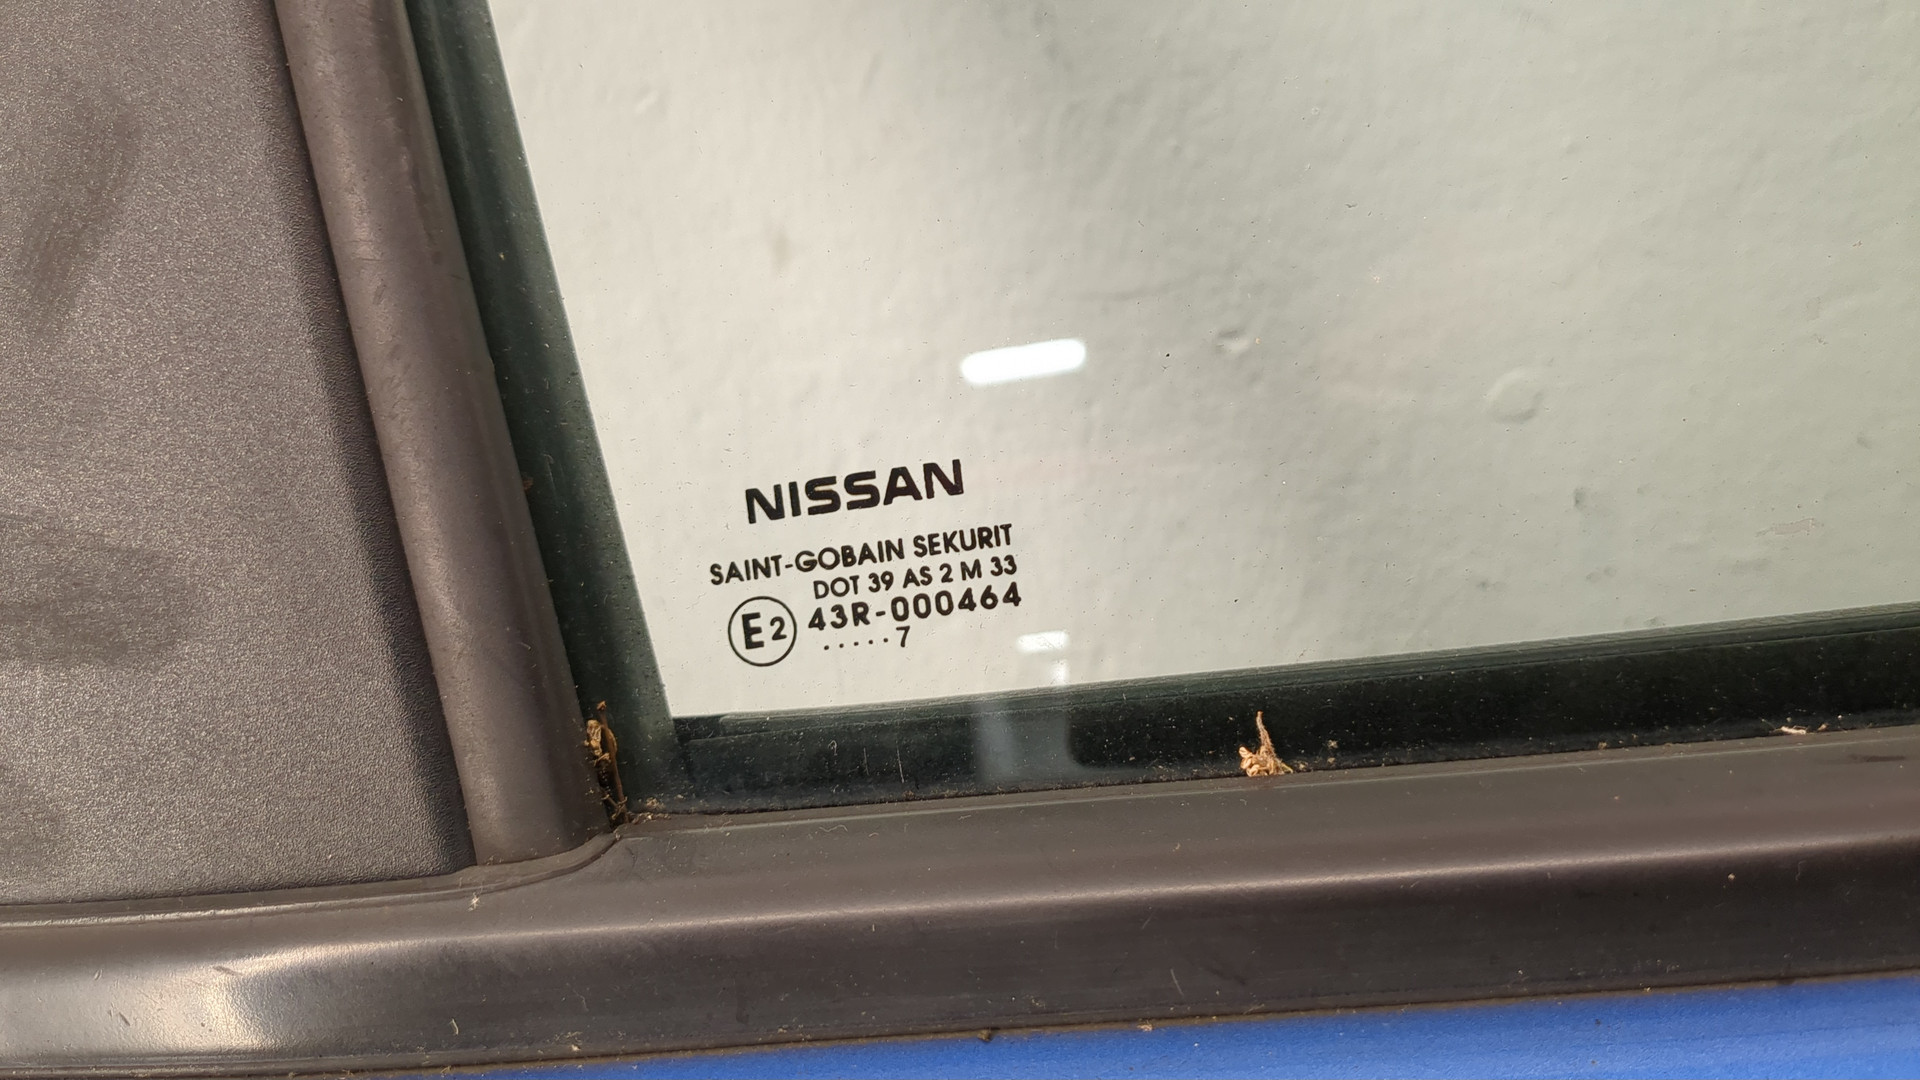 NISSAN
SAINT-GOBAIN SEKURIT
DOT 39 AS 2 M 33
E2 43R-000464
.....7